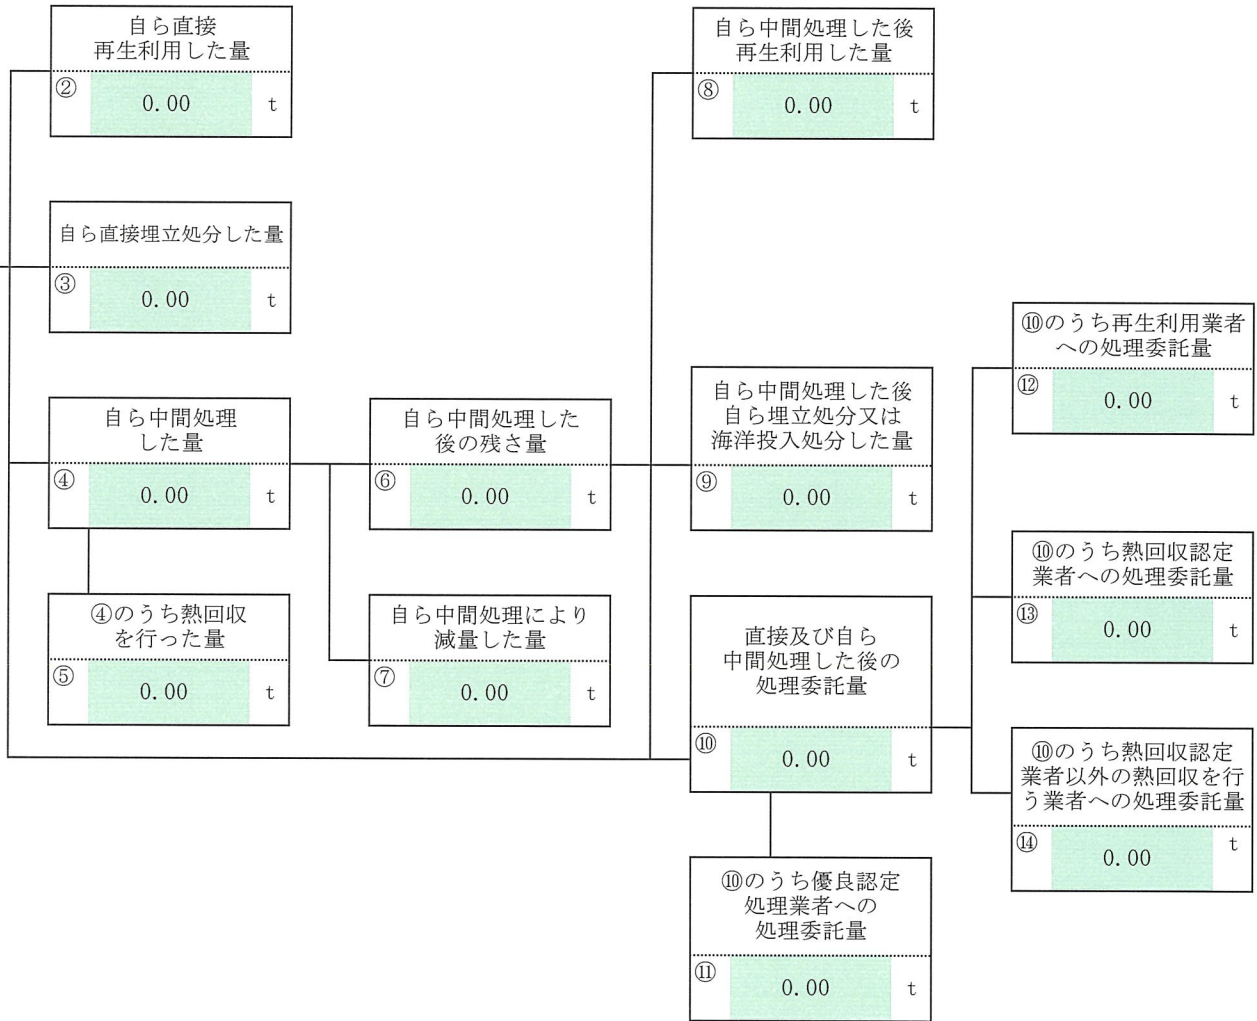 自ら直接
再生利用した量
② 0.00 t
自ら直接埋立処分した量
③ 0.00 t
自ら中間処理
した量
④ 0.00 t
④のうち熱回収
を行った量
⑤ 0.00 t
自ら中間処理した
後の残さ量
⑥ 0.00 t
自ら中間処理により
減量した量
⑦ 0.00 t
自ら中間処理した後
再生利用した量
⑧ 0.00 t
自ら中間処理した後
自ら埋立処分又は
海洋投入処分した量
⑨ 0.00 t
直接及び自ら
中間処理した後の
処理委託量
⑩ 0.00 t
⑩のうち優良認定
処理業者への
処理委託量
⑪ 0.00 t
⑩のうち再生利用業者
への処理委託量
⑫ 0.00 t
⑩のうち熱回収認定
業者への処理委託量
⑬ 0.00 t
⑩のうち熱回収認定
業者以外の熱回収を行
う業者への処理委託量
⑭ 0.00 t